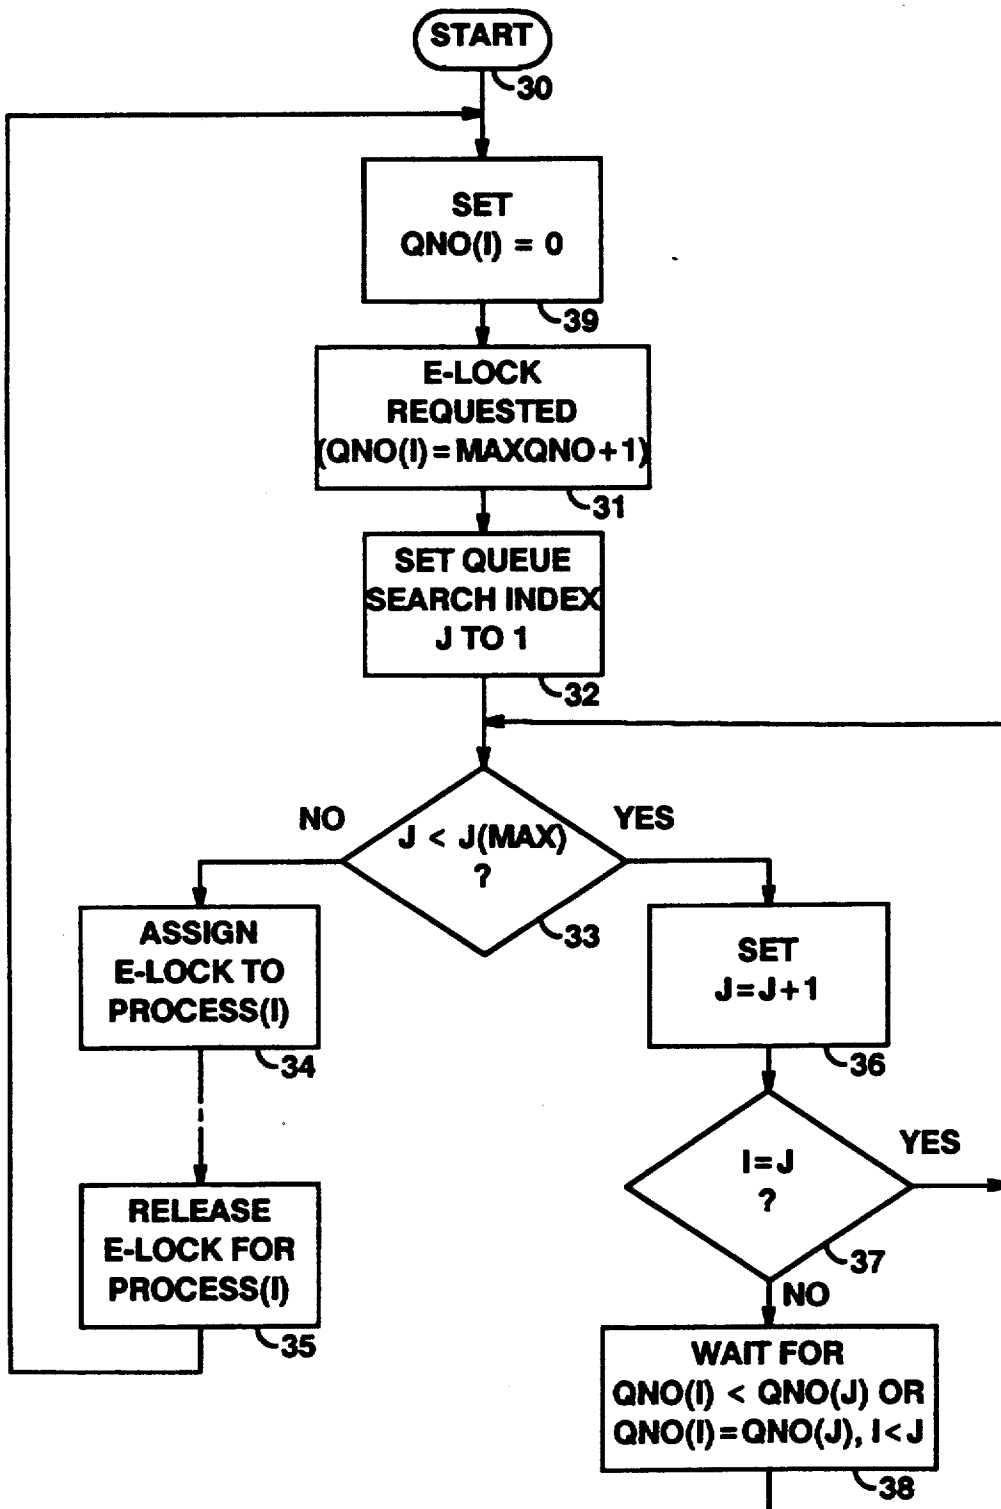 START
30
SET
QNO(I) = 0
39
E-LOCK
REQUESTED
(QNO(I)=MAXQNO+1)
31
SET QUEUE
SEARCH INDEX
J TO 1
32
NO
YES
J < J(MAX)
?
33
ASSIGN
E-LOCK TO
PROCESS(I)
34
SET
J=J+1
36
I=J
?
YES
37
NO
RELEASE
E-LOCK FOR
PROCESS(I)
35
WAIT FOR
QNO(I) < QNO(J) OR
QNO(I)=QNO(J), I<J
38